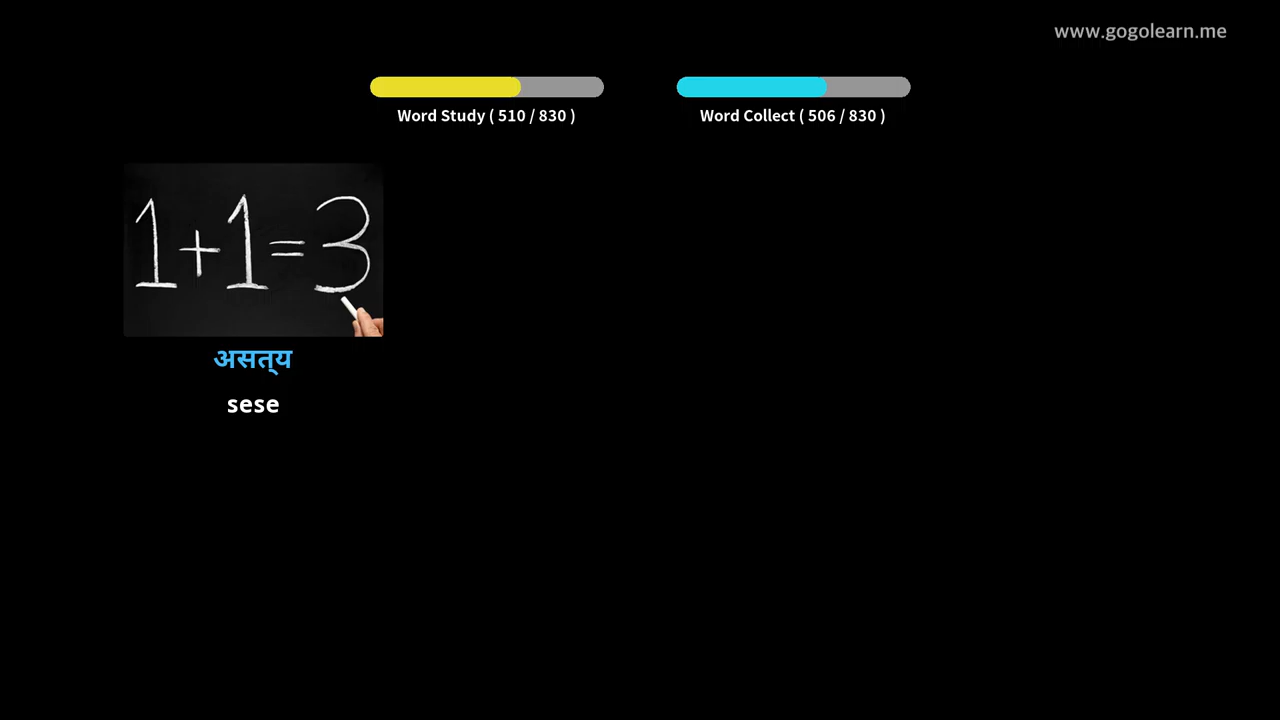 www.gogolearn.me
Word Study ( 510 / 830 )
Word Collect ( 506 / 830 )
1+1=3
असत्य
sese